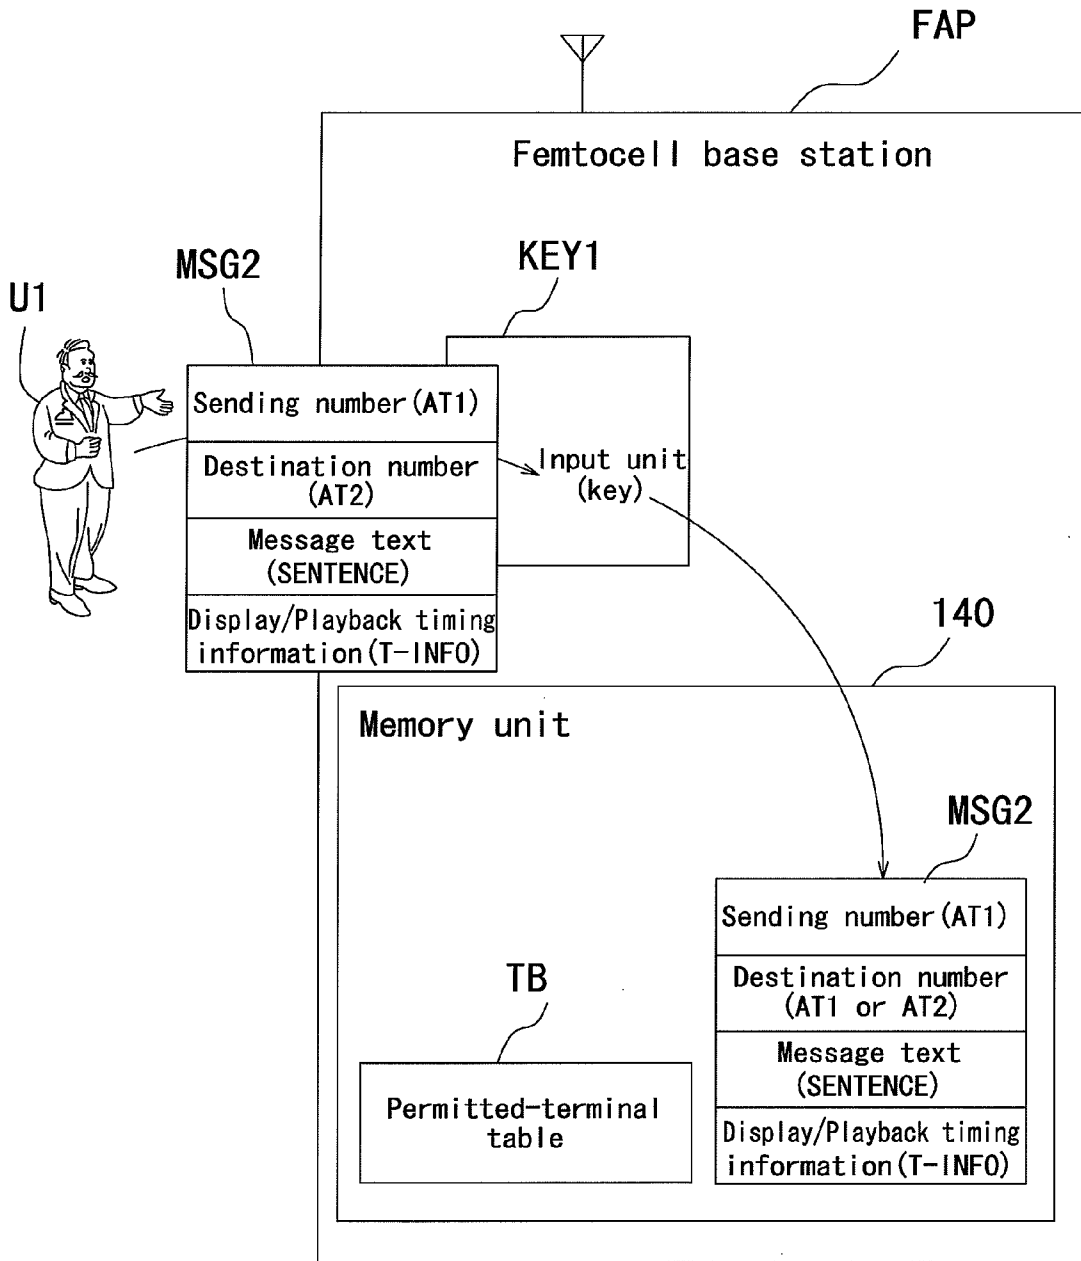 FAP
Femtocell base station
KEY1
MSG2
U1
Sending number(AT1)
Destination number
(AT2)
Message text
(SENTENCE)
Display/Playback timing
information(T-INFO)
Input unit
(key)
140
Memory unit
MSG2
Sending number(AT1)
Destination number
(AT1 or AT2)
Message text
(SENTENCE)
Display/Playback timing
information(T-INFO)
TB
Permitted-terminal
table